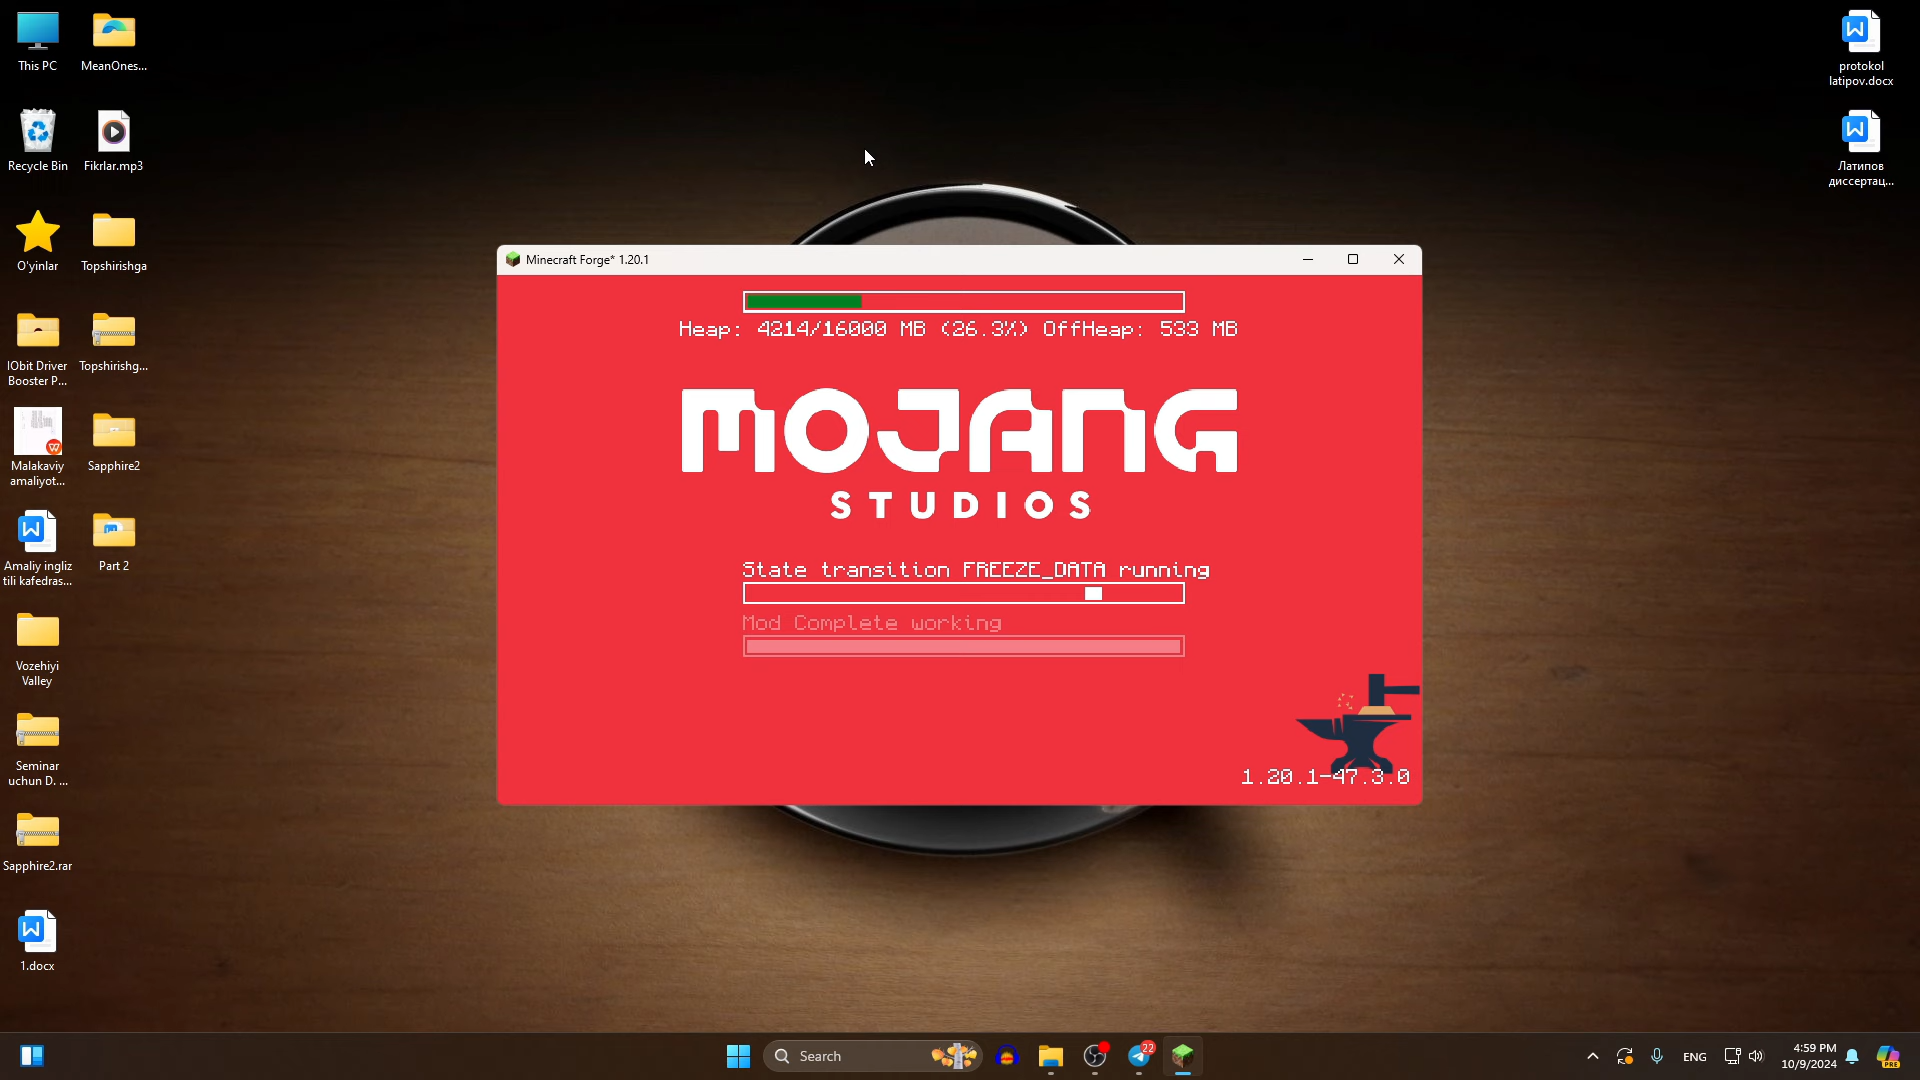 This PC
MeanOnes...
Recycle Bin
Fikrlar.mp3
O'yinlar
Topshirishga
IObit Driver
Booster P...
Topshirishg...
Malakaviy
amaliyot...
Sapphire2
Amaliy ingliz
tili kafedras...
Part 2
Vozehiyi
Valley
Seminar
uchun D. ...
Sapphire2.rar
1.docx
protokol
latipov.docx
Латипов
диссертац...
Minecraft Forge* 1.20.1
Heap: 4214/16000 MB (26.3%) OffHeap: 533 MB
MOJANG
STUDIOS
State transition FREEZE_DATA running
Mod Complete working
1.20.1-47.3.0
Search
22
ENG
4:59 PM
10/9/2024
PRE